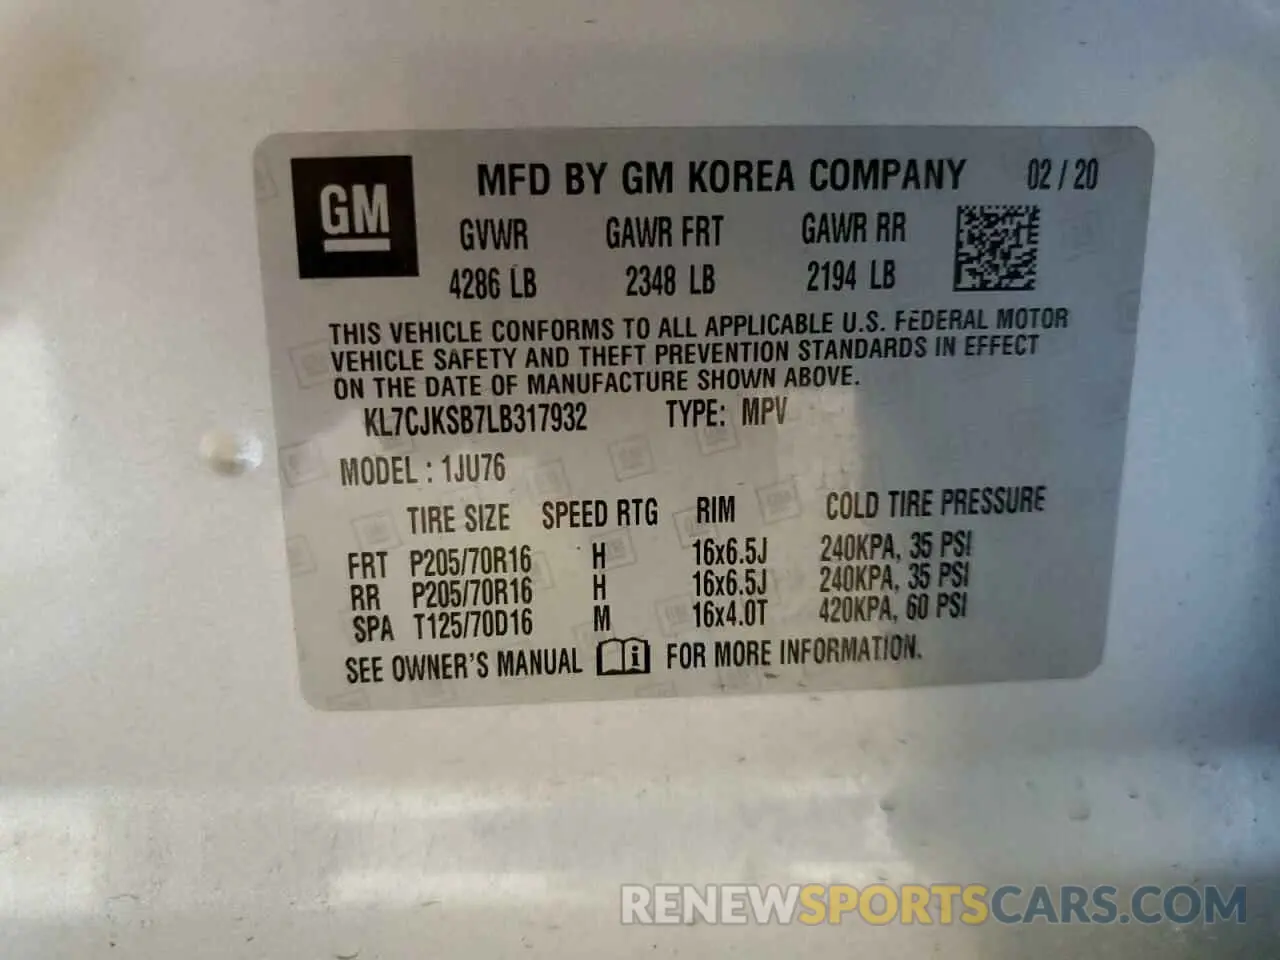 GM
MFD BY GM KOREA COMPANY 02 / 20
GVWR GAWR FRT GAWR RR
4286 LB 2348 LB 2194 LB
THIS VEHICLE CONFORMS TO ALL APPLICABLE U.S. FEDERAL MOTOR
VEHICLE SAFETY AND THEFT PREVENTION STANDARDS IN EFFECT
ON THE DATE OF MANUFACTURE SHOWN ABOVE.
KL7CJKSB7LB317932 TYPE: MPV
MODEL : 1JU76
TIRE SIZE SPEED RTG RIM COLD TIRE PRESSURE
FRT P205/70R16 H 16x6.5J 240KPA, 35 PSI
RR P205/70R16 H 16x6.5J 240KPA, 35 PSI
SPA T125/70D16 M 16x4.0T 420KPA, 60 PSI
SEE OWNER'S MANUAL i FOR MORE INFORMATION.
RENEWSPORTSCARS.COM